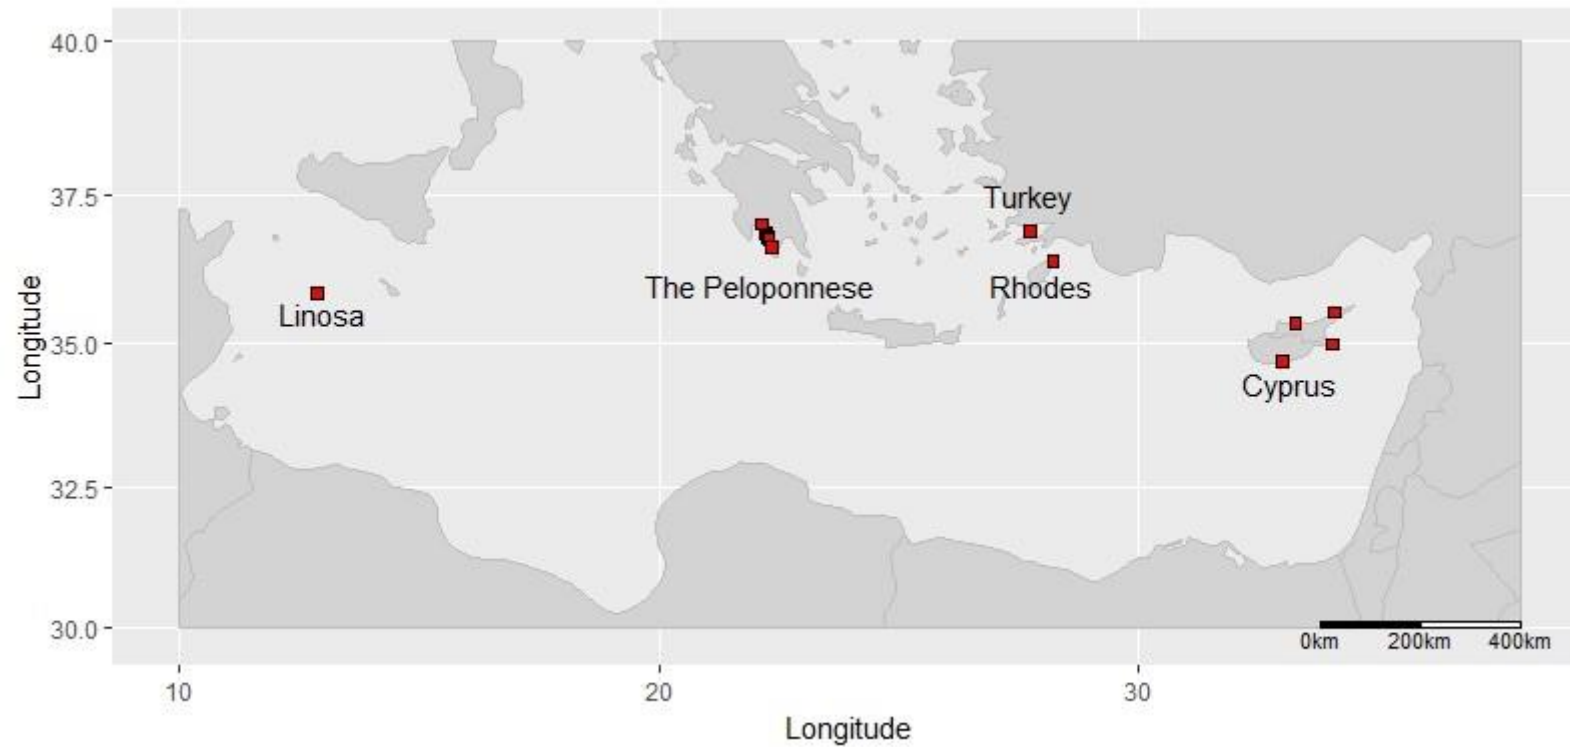 40.0
37.5
35.0
32.5
30.0
Longitude
Turkey
The Peloponnese
Rhodes
Linosa
Cyprus
0km 200km 400km
10 20 30
Longitude